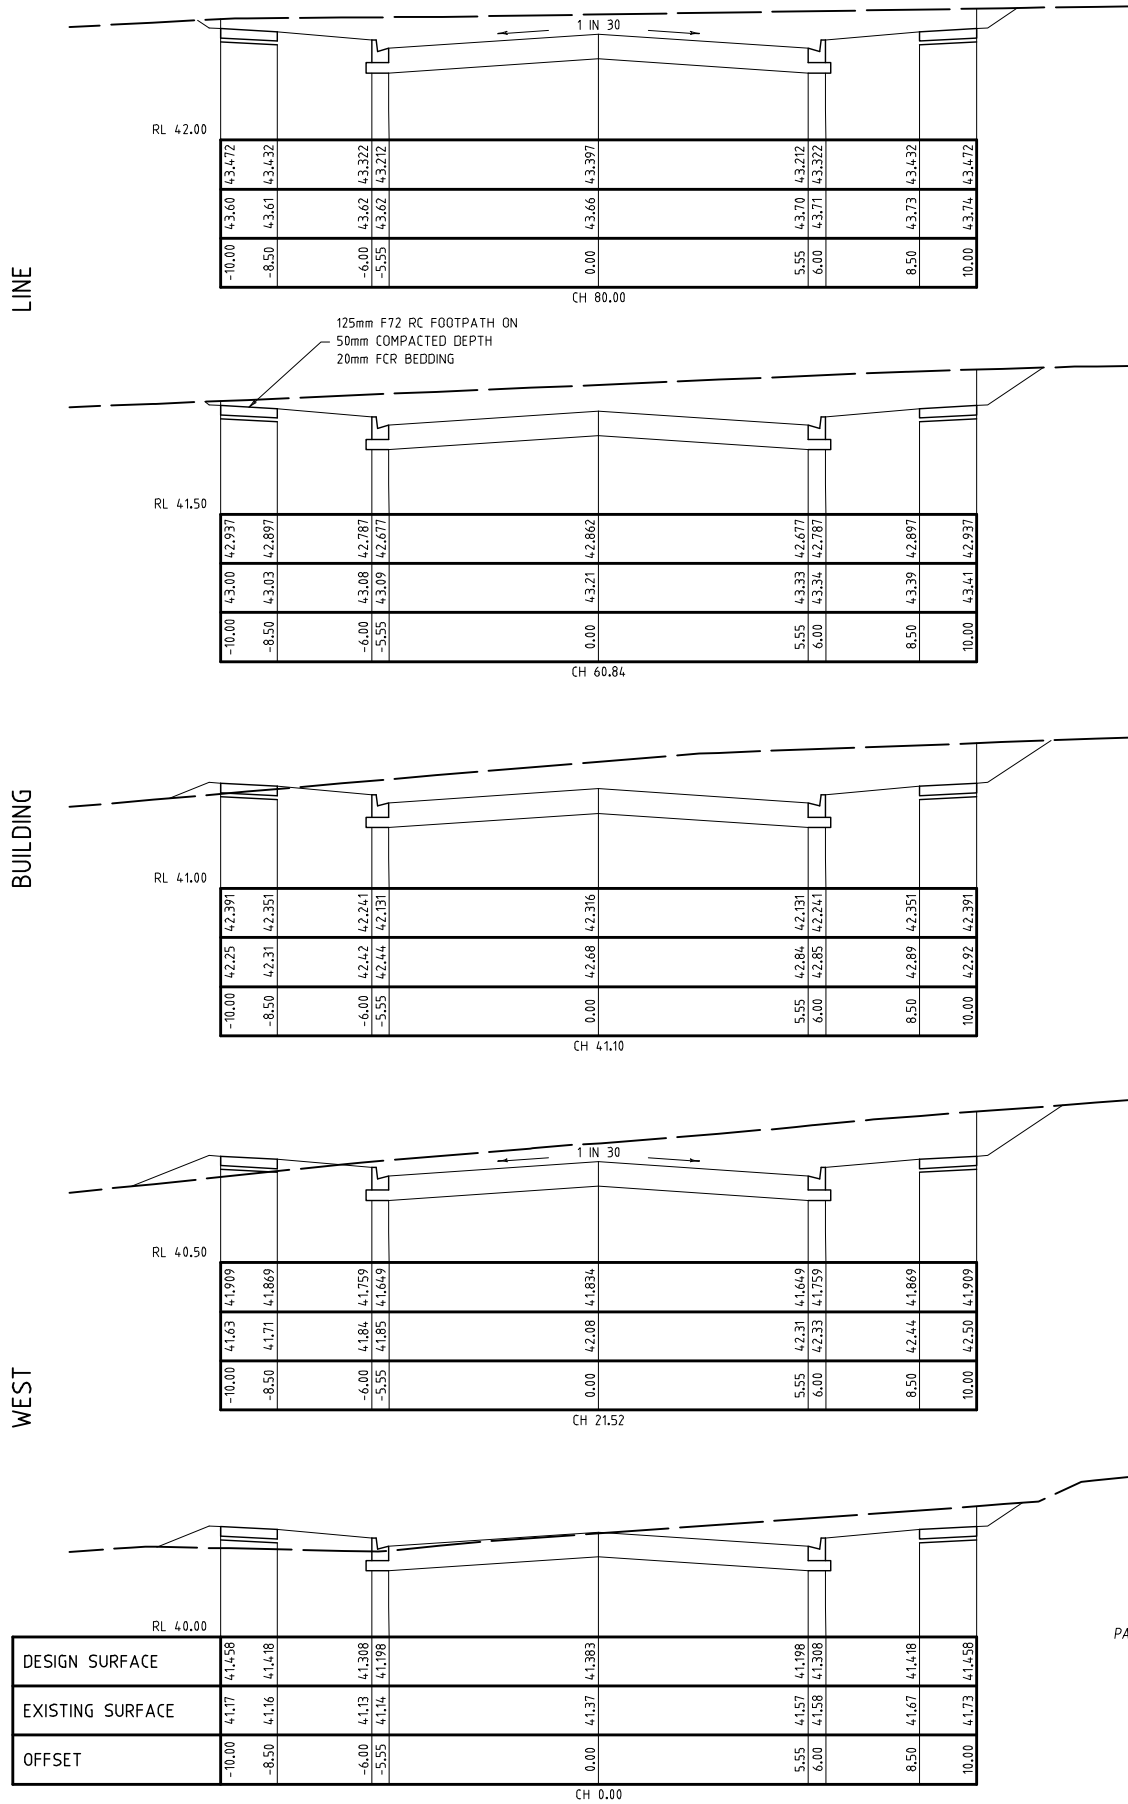 1 IN 30
RL 42.00
43.472 43.432 43.322 43.212 43.397 43.212 43.322 43.432 43.472
43.60 43.61 43.62 43.62 43.66 43.70 43.71 43.73 43.74
-10.00 -8.50 -6.00 -5.55 0.00 5.55 6.00 8.50 10.00
CH 80.00
LINE
125mm F72 RC FOOTPATH ON
50mm COMPACTED DEPTH
20mm FCR BEDDING
RL 41.50
42.937 42.897 42.787 42.677 42.862 42.677 42.787 42.897 42.937
43.00 43.03 43.08 43.09 43.21 43.33 43.34 43.39 43.41
-10.00 -8.50 -6.00 -5.55 0.00 5.55 6.00 8.50 10.00
CH 60.84
BUILDING
RL 41.00
42.391 42.351 42.241 42.131 42.316 42.131 42.241 42.351 42.391
42.25 42.31 42.42 42.44 42.68 42.84 42.85 42.89 42.92
-10.00 -8.50 -6.00 -5.55 0.00 5.55 6.00 8.50 10.00
CH 41.10
1 IN 30
RL 40.50
41.909 41.869 41.759 41.649 41.834 41.649 41.759 41.869 41.909
41.63 41.71 41.84 41.85 42.08 42.31 42.33 42.44 42.50
-10.00 -8.50 -6.00 -5.55 0.00 5.55 6.00 8.50 10.00
CH 21.52
WEST
RL 40.00
PA
DESIGN SURFACE 41.458 41.418 41.308 41.198 41.383 41.198 41.308 41.418 41.458
EXISTING SURFACE 41.17 41.16 41.13 41.14 41.37 41.57 41.58 41.67 41.73
OFFSET -10.00 -8.50 -6.00 -5.55 0.00 5.55 6.00 8.50 10.00
CH 0.00